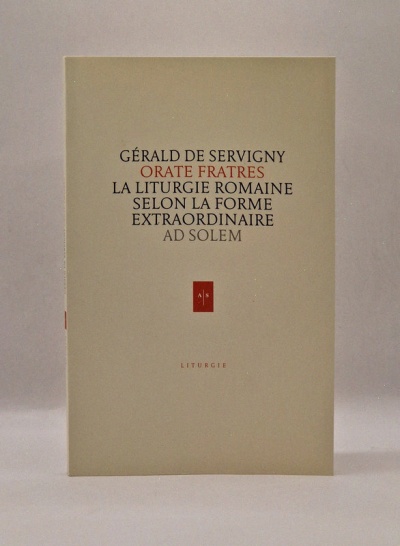 GÉRALD DE SERVIGNY
ORATE FRATRES
LA LITURGIE ROMAINE
SELON LA FORME
EXTRAORDINAIRE
AD SOLEM
A|S
LITURGIE